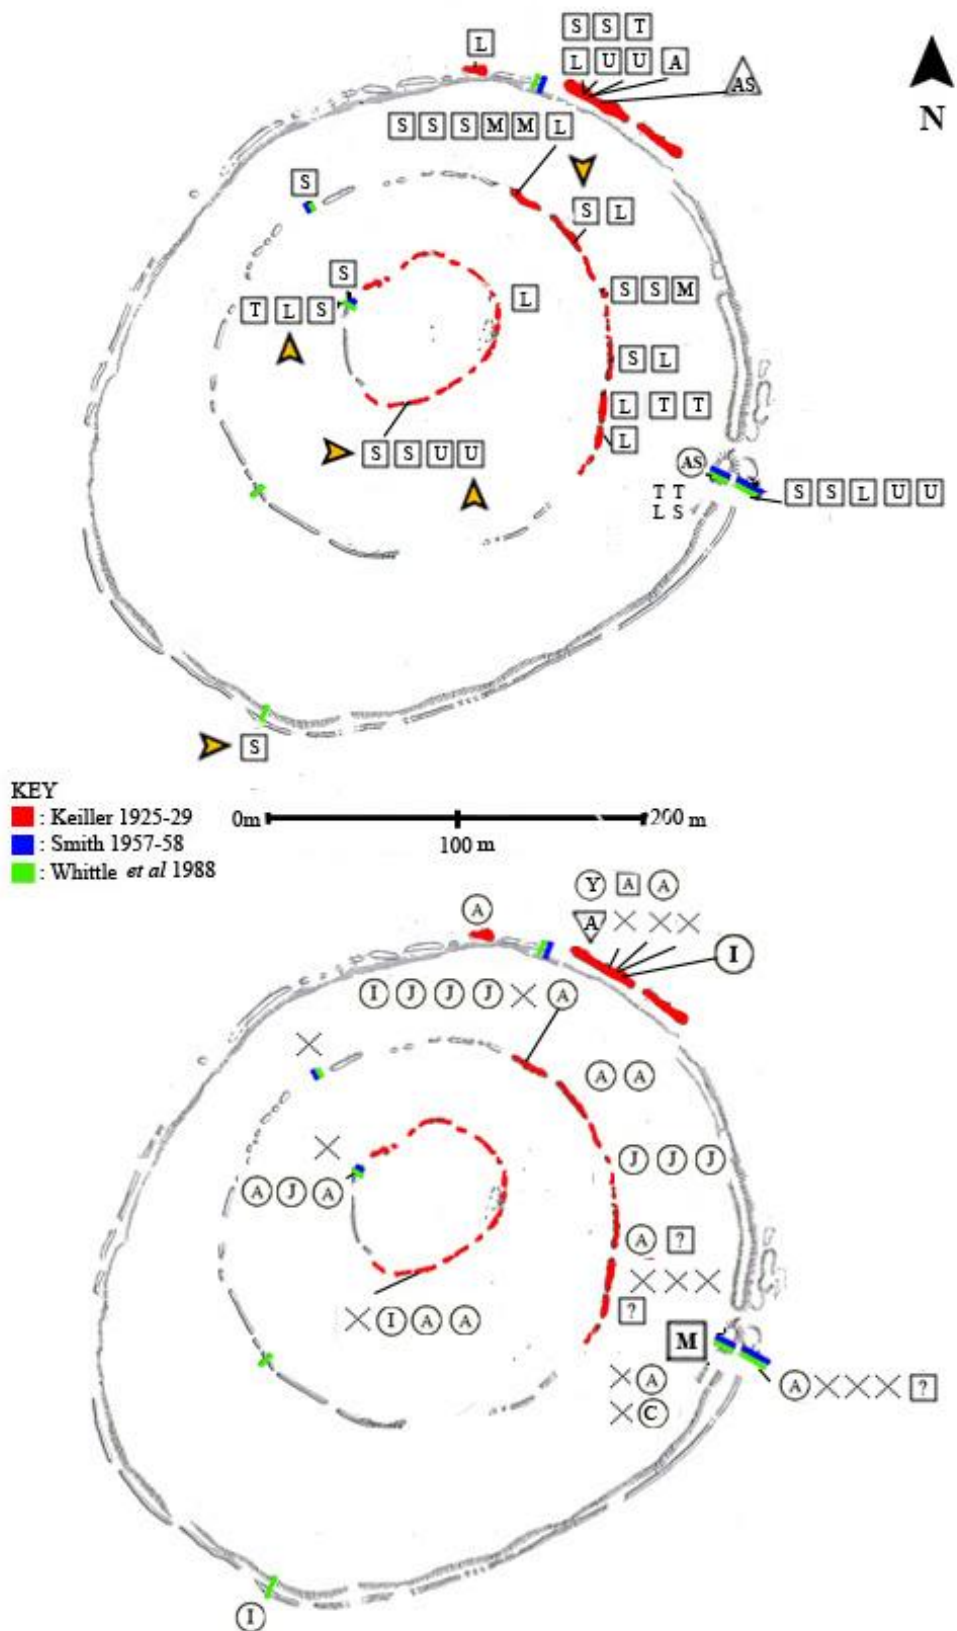 L
S S T
L U U A
AS
N
S S S M M L
S
S L
S
T L S
L
S S M
S L
L T T
L
S S U U
AS
T T
L S
S S L U U
S
KEY
: Keiller 1925-29
: Smith 1957-58
: Whittle et al 1988
0m
200 m
100 m
Y A A
A
A
I
I J J J A
A A
J J J
A J A
A ?
?
I A A
M
A
C
A ?
I